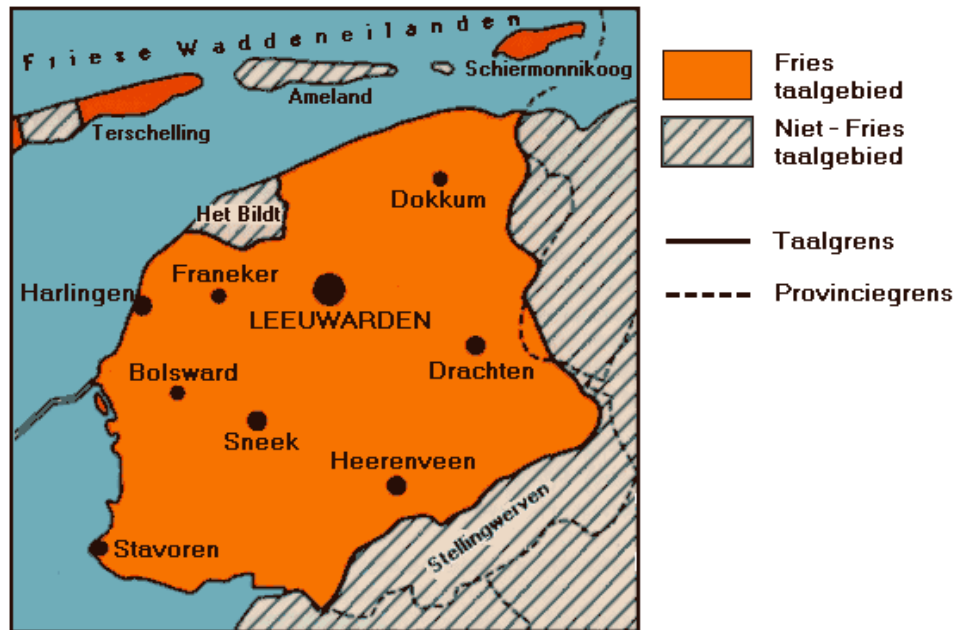 Friese Waddeneilanden
Schiermonnikoog
Ameland
Terschelling
Dokkum
Het Bildt
Franeker
Harlingen
LEEUWARDEN
Drachten
Bolsward
Sneek
Heerenveen
Stellingwerven
Stavoren
Fries
taalgebied
Niet - Fries
taalgebied
Taalgrens
Provinciegrens